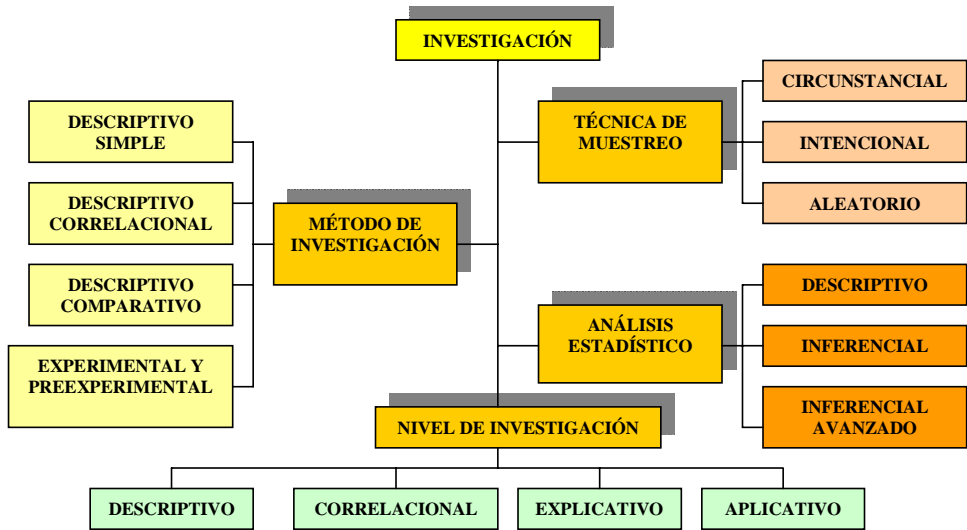 INVESTIGACIÓN
DESCRIPTIVO
SIMPLE
DESCRIPTIVO
CORRELACIONAL
DESCRIPTIVO
COMPARATIVO
EXPERIMENTAL Y
PREEXPERIMENTAL
MÉTODO DE
INVESTIGACIÓN
TÉCNICA DE
MUESTREO
CIRCUNSTANCIAL
INTENCIONAL
ALEATORIO
ANÁLISIS
ESTADÍSTICO
DESCRIPTIVO
INFERENCIAL
INFERENCIAL
AVANZADO
NIVEL DE INVESTIGACIÓN
DESCRIPTIVO
CORRELACIONAL
EXPLICATIVO
APLICATIVO